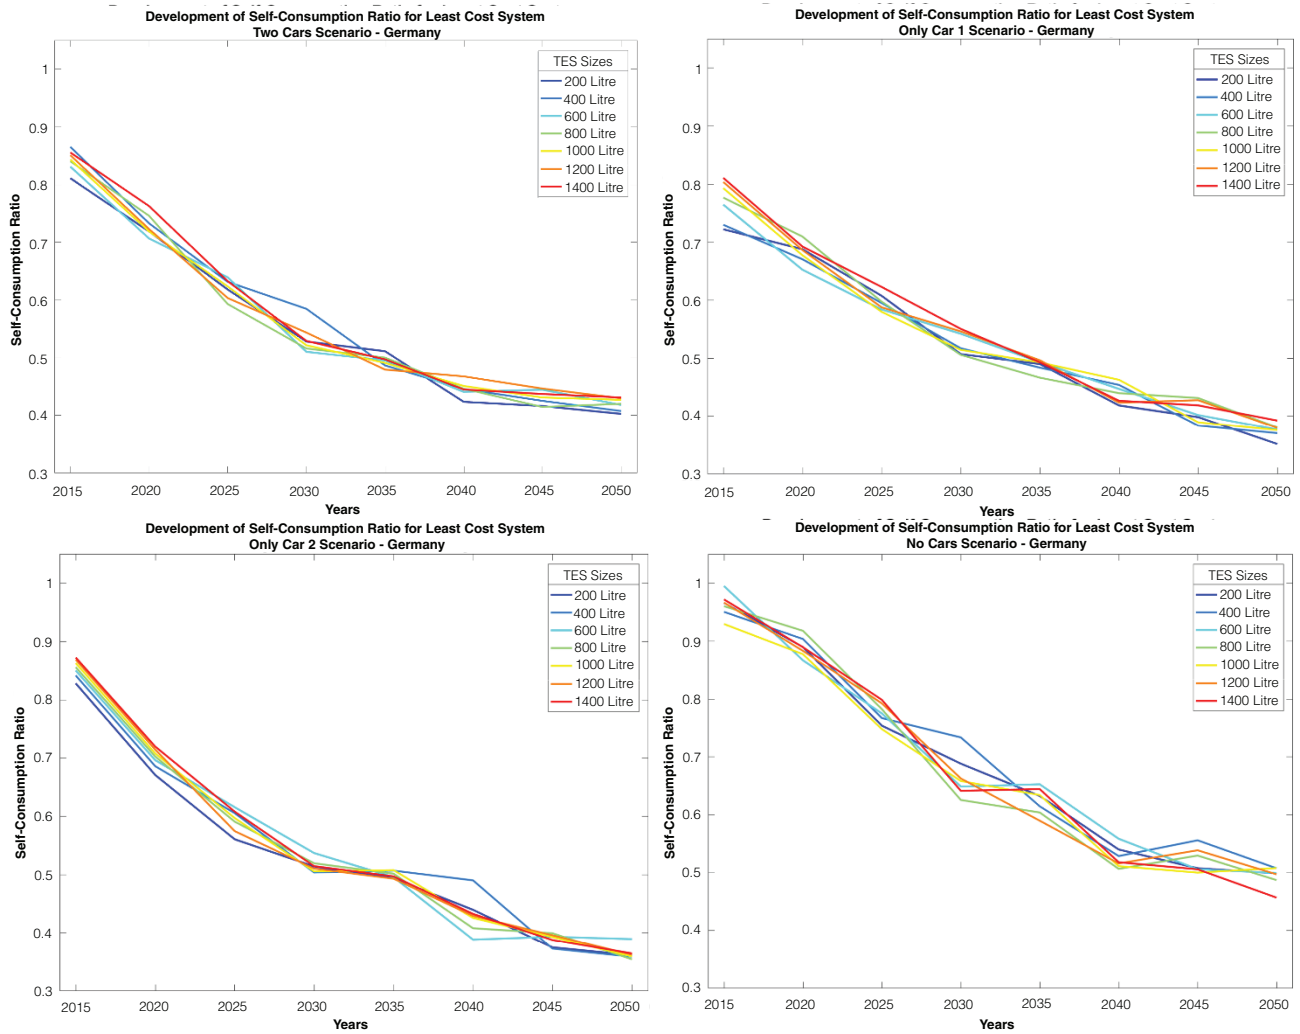 Development of Self-Consumption Ratio for Least Cost System
Two Cars Scenario - Germany
TES Sizes
200 Litre
400 Litre
600 Litre
800 Litre
1000 Litre
1200 Litre
1400 Litre
Self-Consumption Ratio
1
0.9
0.8
0.7
0.6
0.5
0.4
0.3
2015 2020 2025 2030 2035 2040 2045 2050
Years
Development of Self-Consumption Ratio for Least Cost System
Only Car 1 Scenario - Germany
TES Sizes
200 Litre
400 Litre
600 Litre
800 Litre
1000 Litre
1200 Litre
1400 Litre
Self-Consumption Ratio
1
0.9
0.8
0.7
0.6
0.5
0.4
0.3
2015 2020 2025 2030 2035 2040 2045 2050
Years
Development of Self-Consumption Ratio for Least Cost System
Only Car 2 Scenario - Germany
TES Sizes
200 Litre
400 Litre
600 Litre
800 Litre
1000 Litre
1200 Litre
1400 Litre
Self-Consumption Ratio
1
0.9
0.8
0.7
0.6
0.5
0.4
0.3
2015 2020 2025 2030 2035 2040 2045 2050
Years
Development of Self-Consumption Ratio for Least Cost System
No Cars Scenario - Germany
TES Sizes
200 Litre
400 Litre
600 Litre
800 Litre
1000 Litre
1200 Litre
1400 Litre
Self-Consumption Ratio
1
0.9
0.8
0.7
0.6
0.5
0.4
0.3
2015 2020 2025 2030 2035 2040 2045 2050
Years